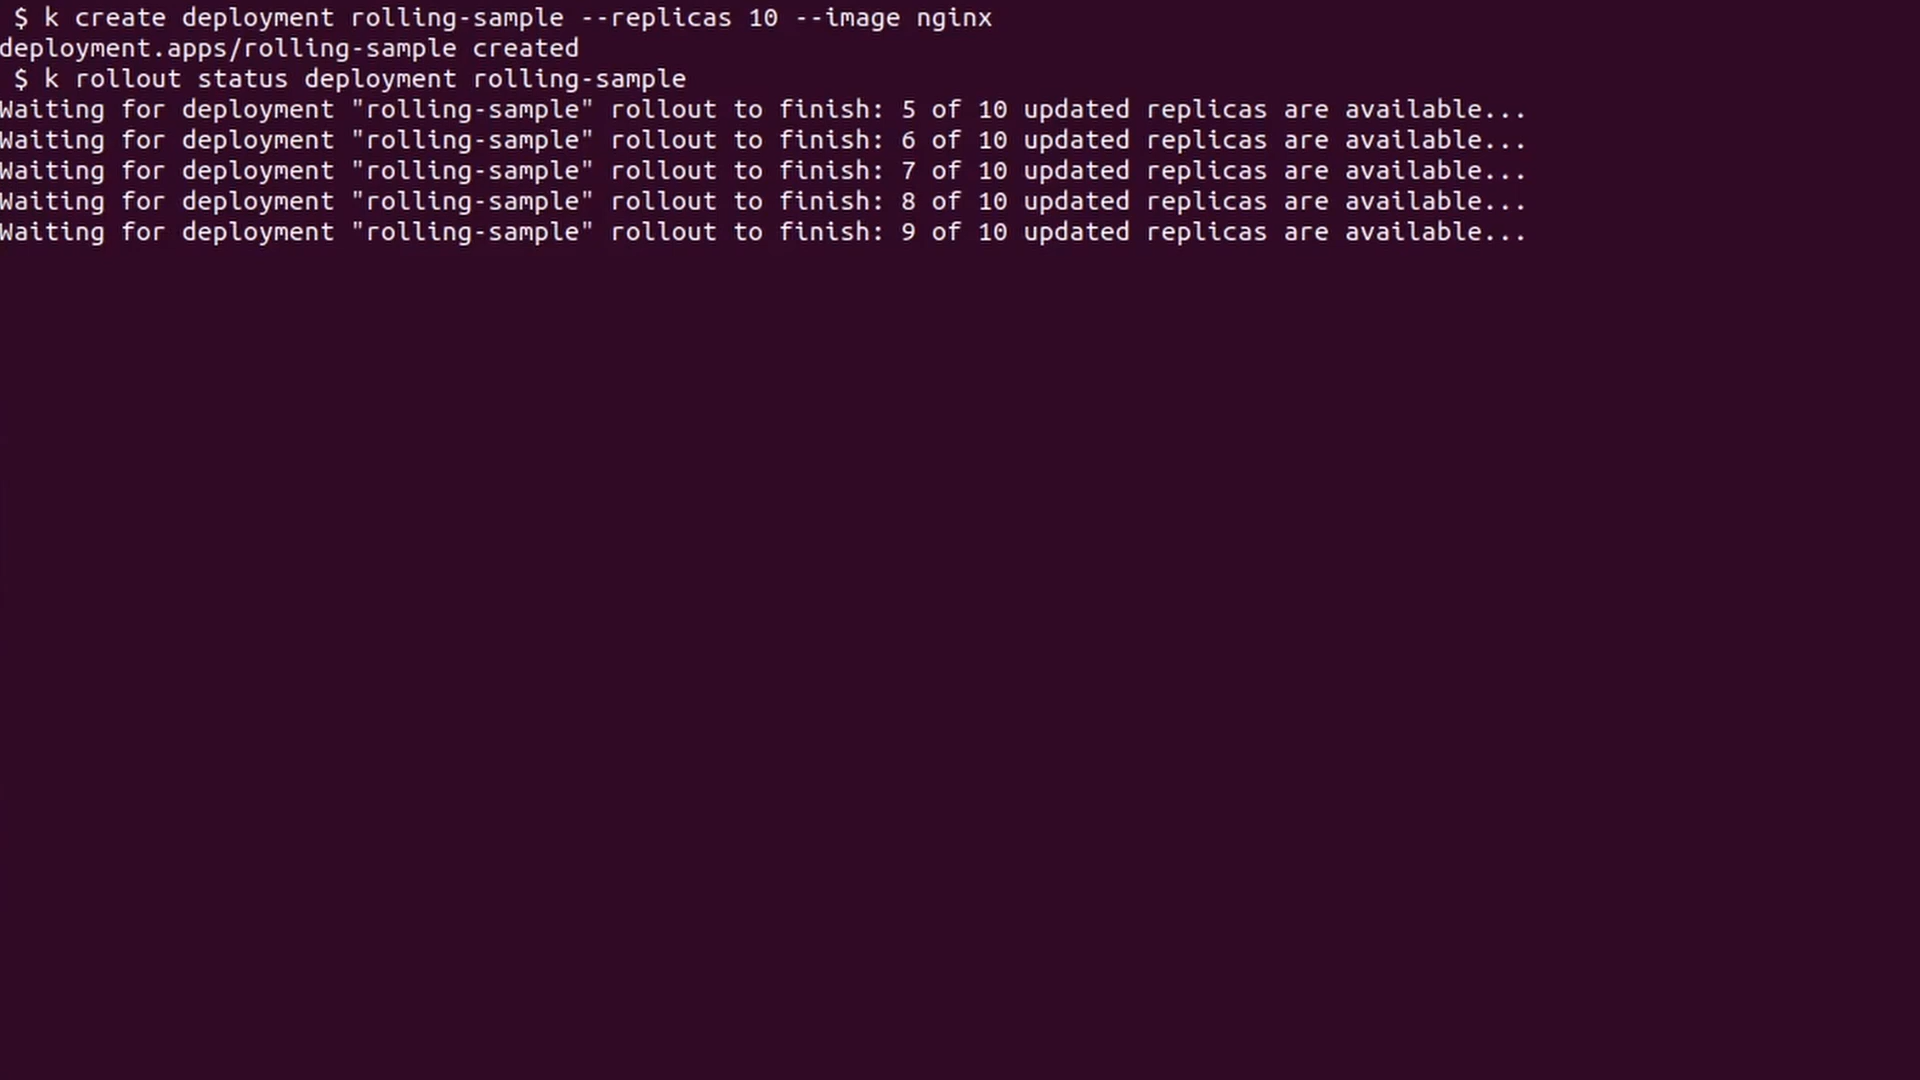 $ k create deployment rolling-sample --replicas 10 --image nginx
deployment.apps/rolling-sample created
$ k rollout status deployment rolling-sample
Waiting for deployment "rolling-sample" rollout to finish: 5 of 10 updated replicas are available...
Waiting for deployment "rolling-sample" rollout to finish: 6 of 10 updated replicas are available...
Waiting for deployment "rolling-sample" rollout to finish: 7 of 10 updated replicas are available...
Waiting for deployment "rolling-sample" rollout to finish: 8 of 10 updated replicas are available...
Waiting for deployment "rolling-sample" rollout to finish: 9 of 10 updated replicas are available...